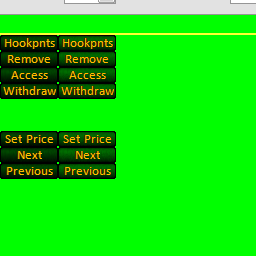 Hookpnts Hookpnts
Remove Remove
Access Access
Withdraw Withdraw
Set Price Set Price
Next Next
Previous Previous